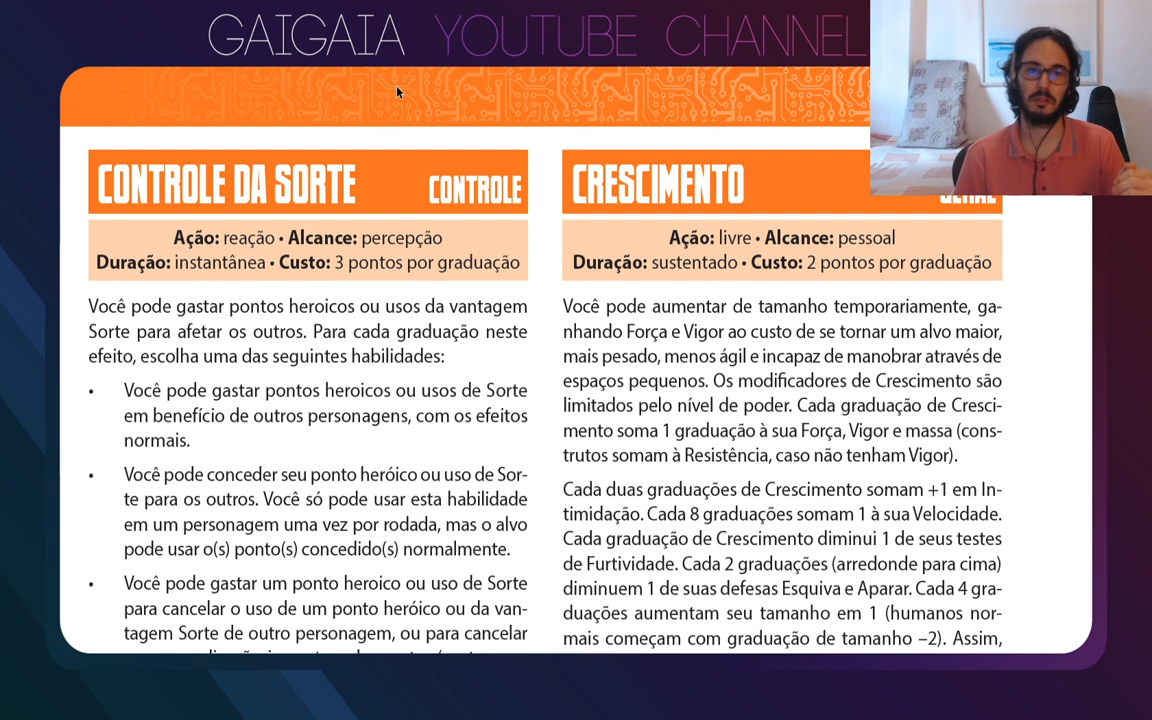 GAIGAIA YOUTUBE CHANNEL
CONTROLE DA SORTE CONTROLE
Ação: reação • Alcance: percepção
Duração: instantânea • Custo: 3 pontos por graduação
Você pode gastar pontos heroicos ou usos da vantagem
Sorte para afetar os outros. Para cada graduação neste
efeito, escolha uma das seguintes habilidades:
• Você pode gastar pontos heroicos ou usos de Sorte
em benefício de outros personagens, com os efeitos
normais.
• Você pode conceder seu ponto heróico ou uso de Sor-
te para os outros. Você só pode usar esta habilidade
em um personagem uma vez por rodada, mas o alvo
pode usar o(s) ponto(s) concedido(s) normalmente.
• Você pode gastar um ponto heroico ou uso de Sorte
para cancelar o uso de um ponto heróico ou da van-
tagem Sorte de outro personagem, ou para cancelar
CRESCIMENTO
Ação: livre • Alcance: pessoal
Duração: sustentado • Custo: 2 pontos por graduação
Você pode aumentar de tamanho temporariamente, ga-
nhando Força e Vigor ao custo de se tornar um alvo maior,
mais pesado, menos ágil e incapaz de manobrar através de
espaços pequenos. Os modificadores de Crescimento são
limitados pelo nível de poder. Cada graduação de Cresci-
mento soma 1 graduação à sua Força, Vigor e massa (cons-
trutos somam à Resistência, caso não tenham Vigor).
Cada duas graduações de Crescimento somam +1 em In-
timidação. Cada 8 graduações somam 1 à sua Velocidade.
Cada graduação de Crescimento diminui 1 de seus testes
de Furtividade. Cada 2 graduações (arredonde para cima)
diminuem 1 de suas defesas Esquiva e Aparar. Cada 4 gra-
duações aumentam seu tamanho em 1 (humanos nor-
mais começam com graduação de tamanho –2). Assim,